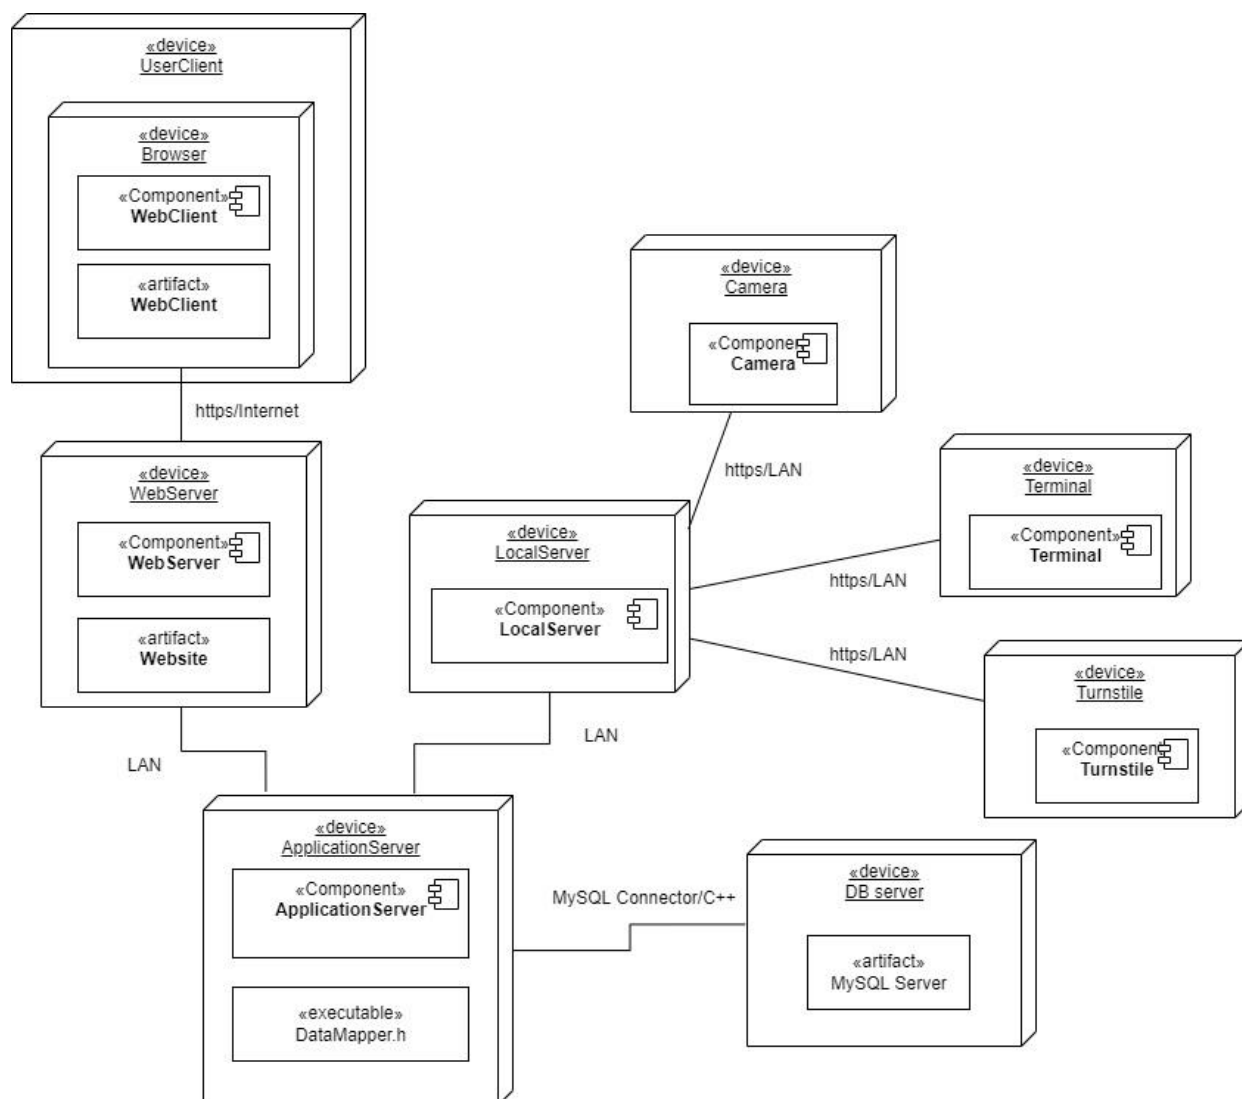 «device»
UserClient
«device»
Browser
«Component»
WebClient
«artifact»
WebClient
https/Internet
«device»
WebServer
«Component»
WebServer
«artifact»
Website
LAN
«device»
Camera
«Component
Camera
https/LAN
«device»
LocalServer
«Component»
LocalServer
«device»
Terminal
«Component»
Terminal
https/LAN
https/LAN
«device»
Turnstile
«Component
Turnstile
LAN
«device»
ApplicationServer
«Component»
ApplicationServer
«executable»
DataMapper.h
MySQL Connector/C++
«device»
DB server
«artifact»
MySQL Server